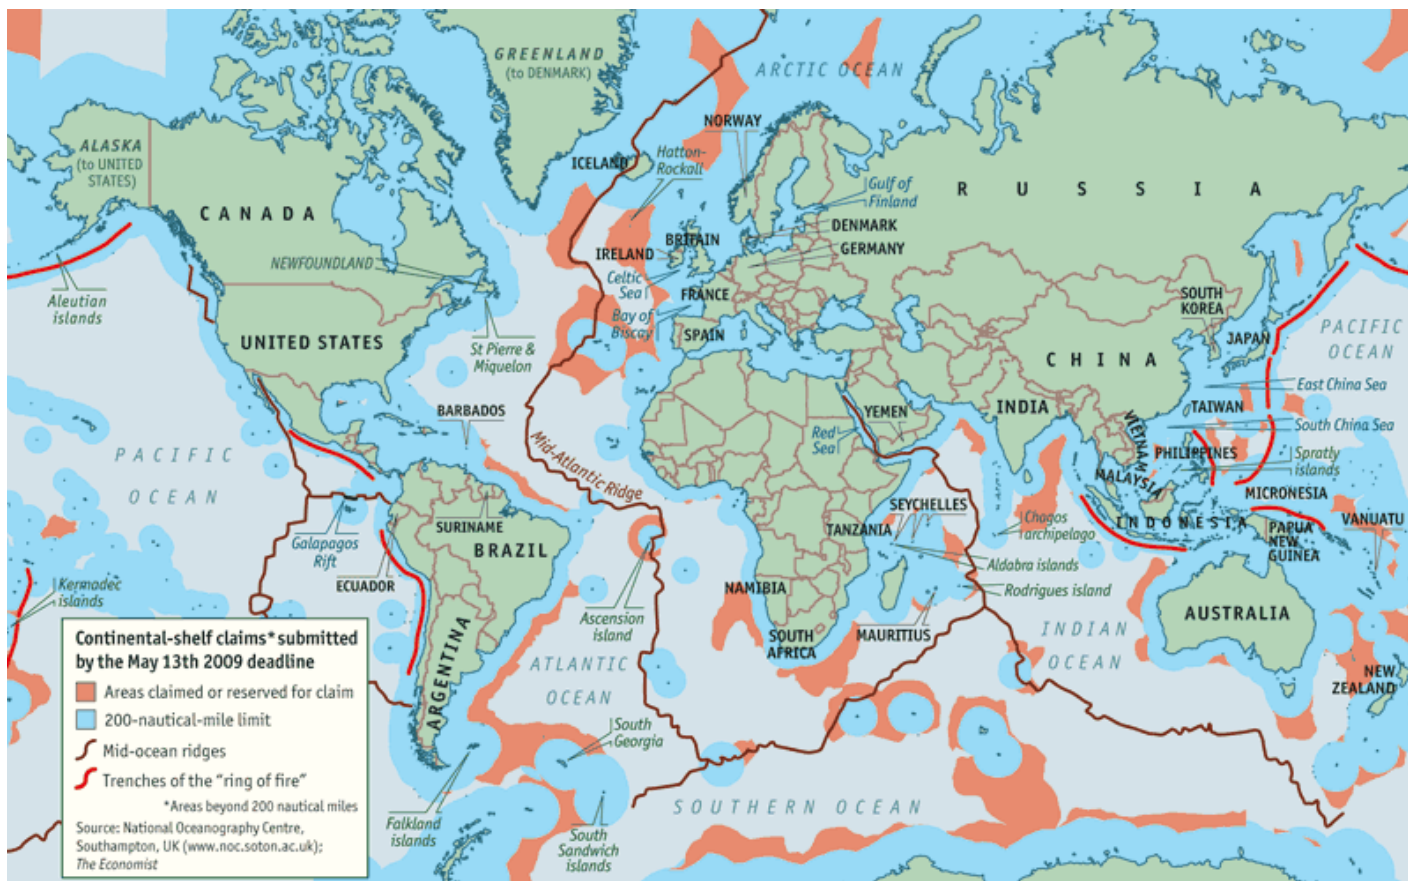 GREENLAND
(to DENMARK)
ARCTIC OCEAN
NORWAY
ALASKA
(to UNITED
STATES)
ICELAND
Hatton-
Rockall
Gulf of
Finland
RUSSIA
CANADA
DENMARK
BRITAIN
GERMANY
IRELAND
NEWFOUNDLAND
Celtic
Sea
FRANCE
Aleutian
islands
SOUTH
KOREA
Bay of
Biscay
SPAIN
UNITED STATES
St Pierre &
Miquelon
JAPAN
PACIFIC
OCEAN
CHINA
East China Sea
BARBADOS
YEMEN
INDIA
TAIWAN
Red
Sea
VIETNAM
South China Sea
Mid-Atlantic Ridge
PHILIPPINES
Spratly
islands
PACIFIC
OCEAN
MALAYSIA
MICRONESIA
SEYCHELLES
SURINAME
TANZANIA
Chagos
archipelago
INDONESIA
PAPUA
NEW
GUINEA
VANUATU
Galapagos
Rift
BRAZIL
Aldabra islands
Kermadec
islands
ECUADOR
NAMIBIA
Rodrigues island
Ascension
island
AUSTRALIA
SOUTH
AFRICA
MAURITIUS
INDIAN
OCEAN
ARGENTINA
ATLANTIC
OCEAN
NEW
ZEALAND
South
Georgia
SOUTHERN OCEAN
Falkland
islands
South
Sandwich
islands
Continental-shelf claims* submitted
by the May 13th 2009 deadline
Areas claimed or reserved for claim
200-nautical-mile limit
Mid-ocean ridges
Trenches of the "ring of fire"
*Areas beyond 200 nautical miles
Source: National Oceanography Centre,
Southampton, UK (www.noc.soton.ac.uk);
The Economist